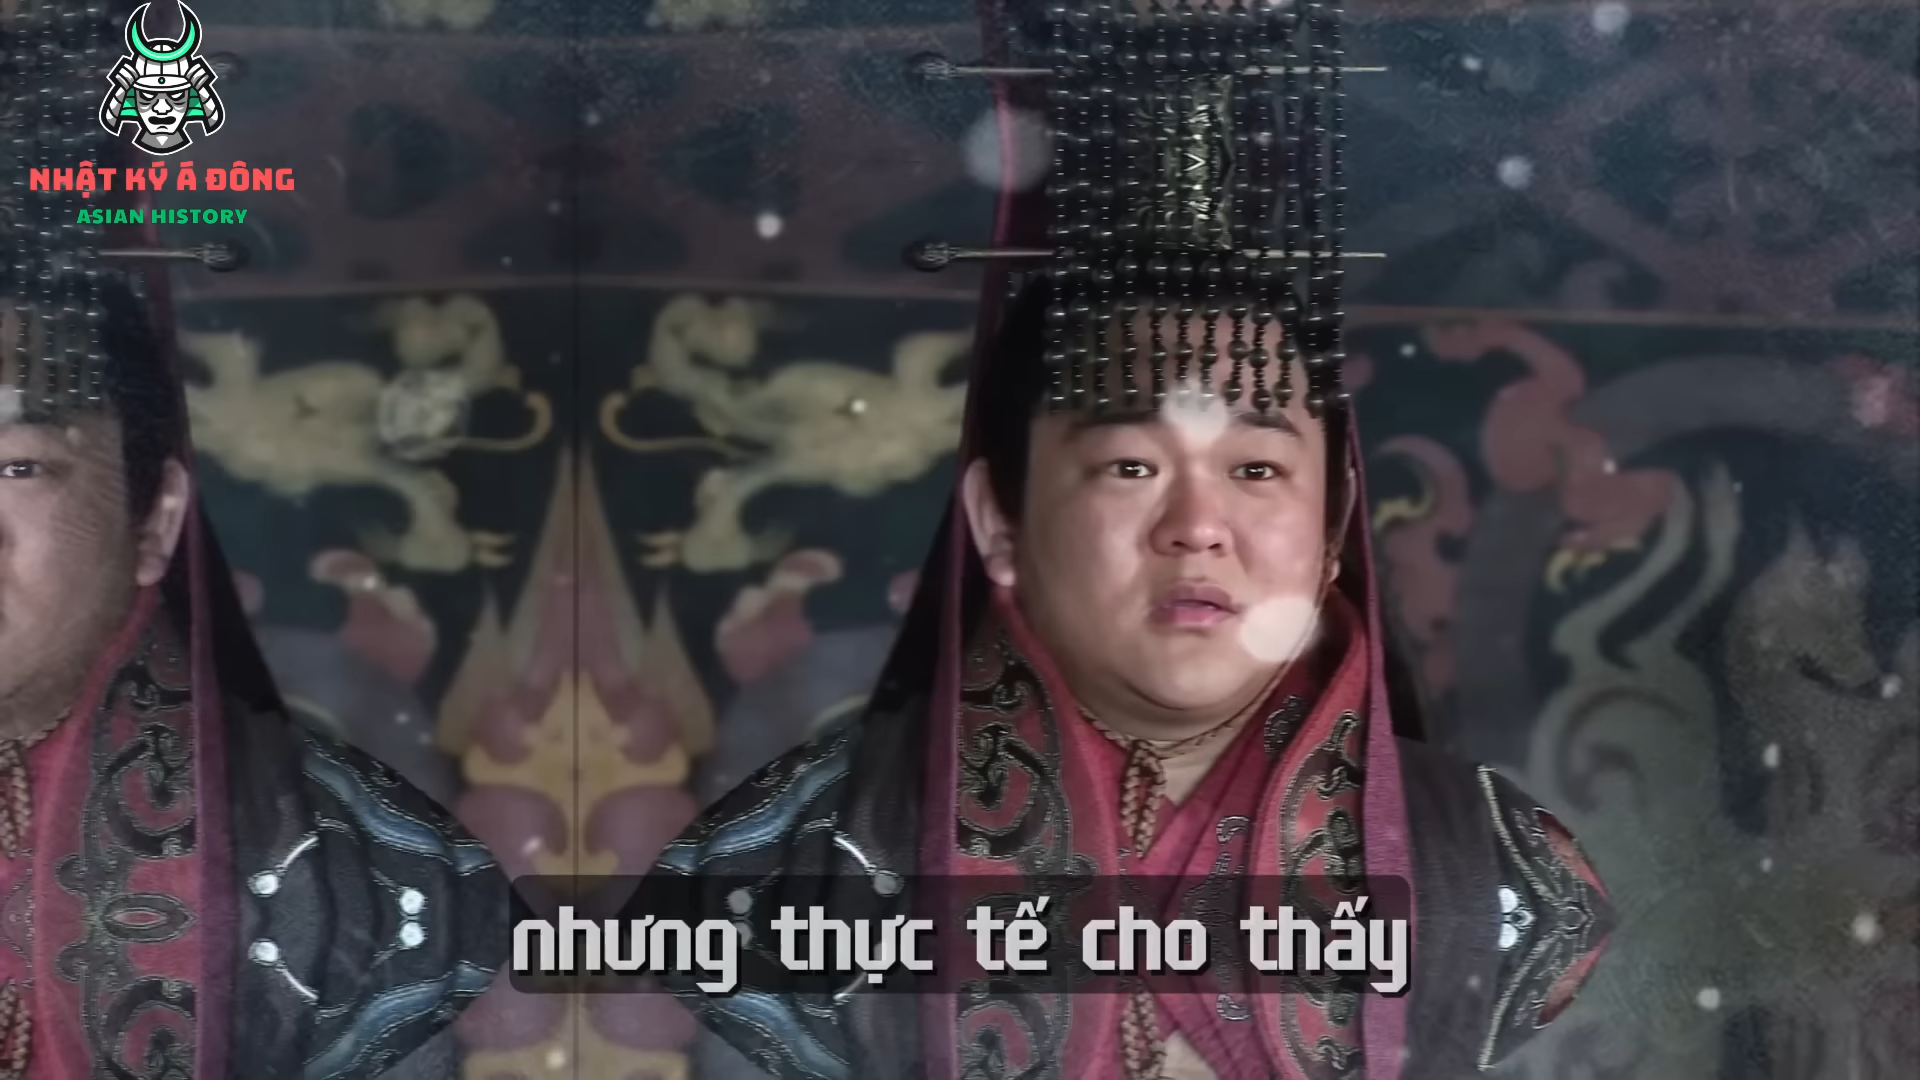 NHẬT KÝ Á ĐÔNG
ASIAN HISTORY
nhưng thực tế cho thấy